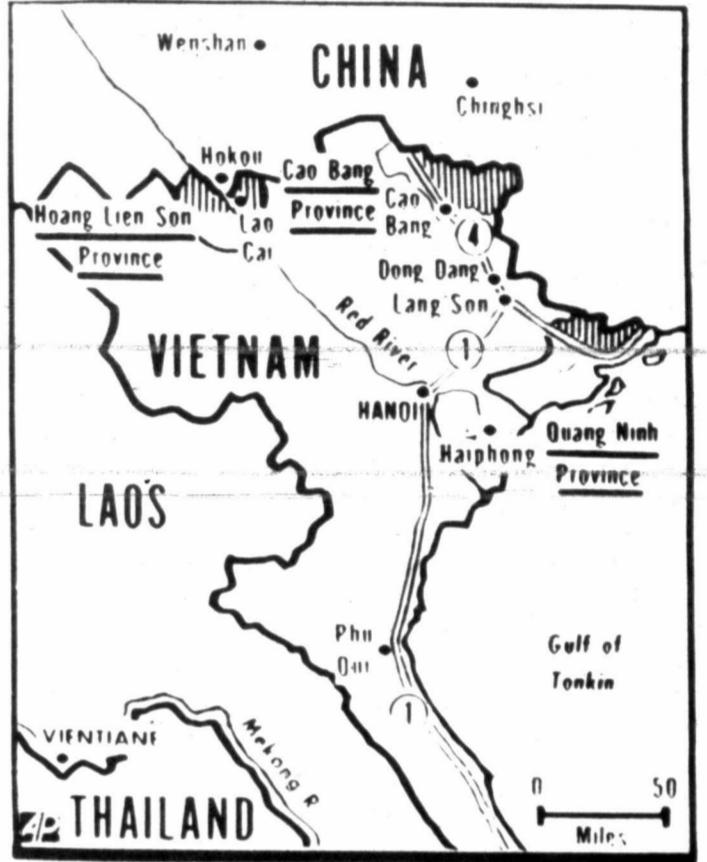 Wenshan
CHINA
Chinghsi
Hokou
Cao Bang
Province
Hoang Lien Son
Province
Lao
Cai
Cao
Bang
4
Dong Dang
Lang Son
Red River
1
VIETNAM
HANOI
Haiphong
Quang Ninh
Province
LAOS
Phu
Qui
Gulf of
Tonkin
1
VIENTIANE
Mekong R
THAILAND
0 50
Miles
AP